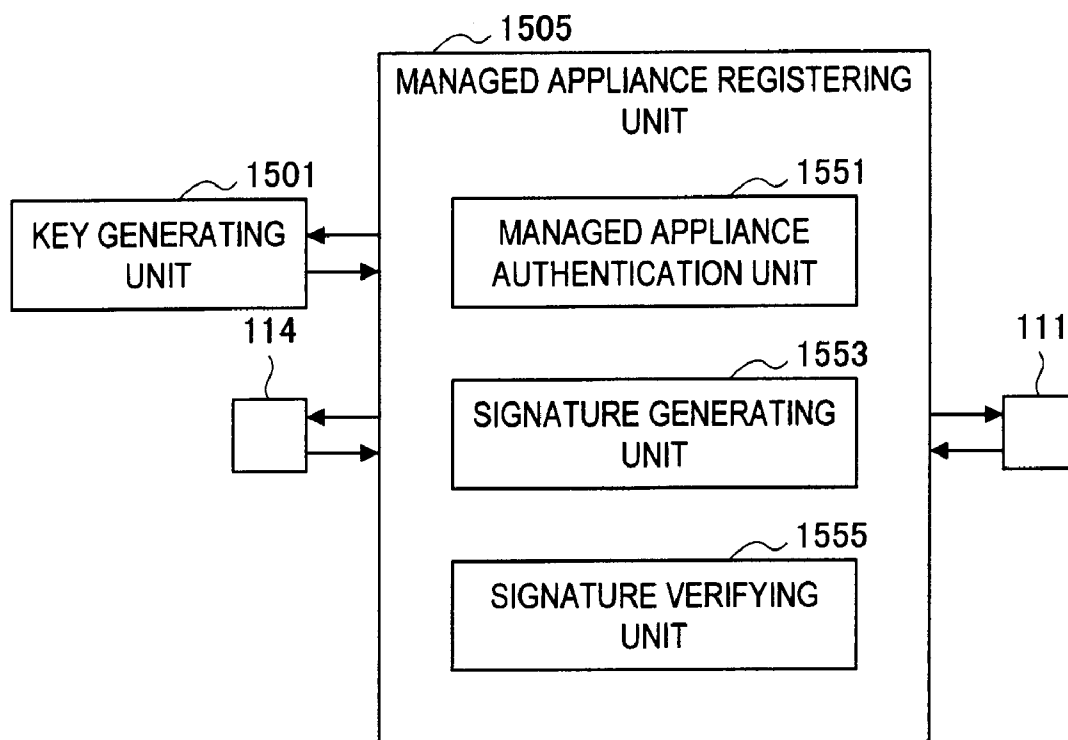 1505
MANAGED APPLIANCE REGISTERING
UNIT
1501
KEY GENERATING
UNIT
1551
MANAGED APPLIANCE
AUTHENTICATION UNIT
114
1553
SIGNATURE GENERATING
UNIT
111
1555
SIGNATURE VERIFYING
UNIT